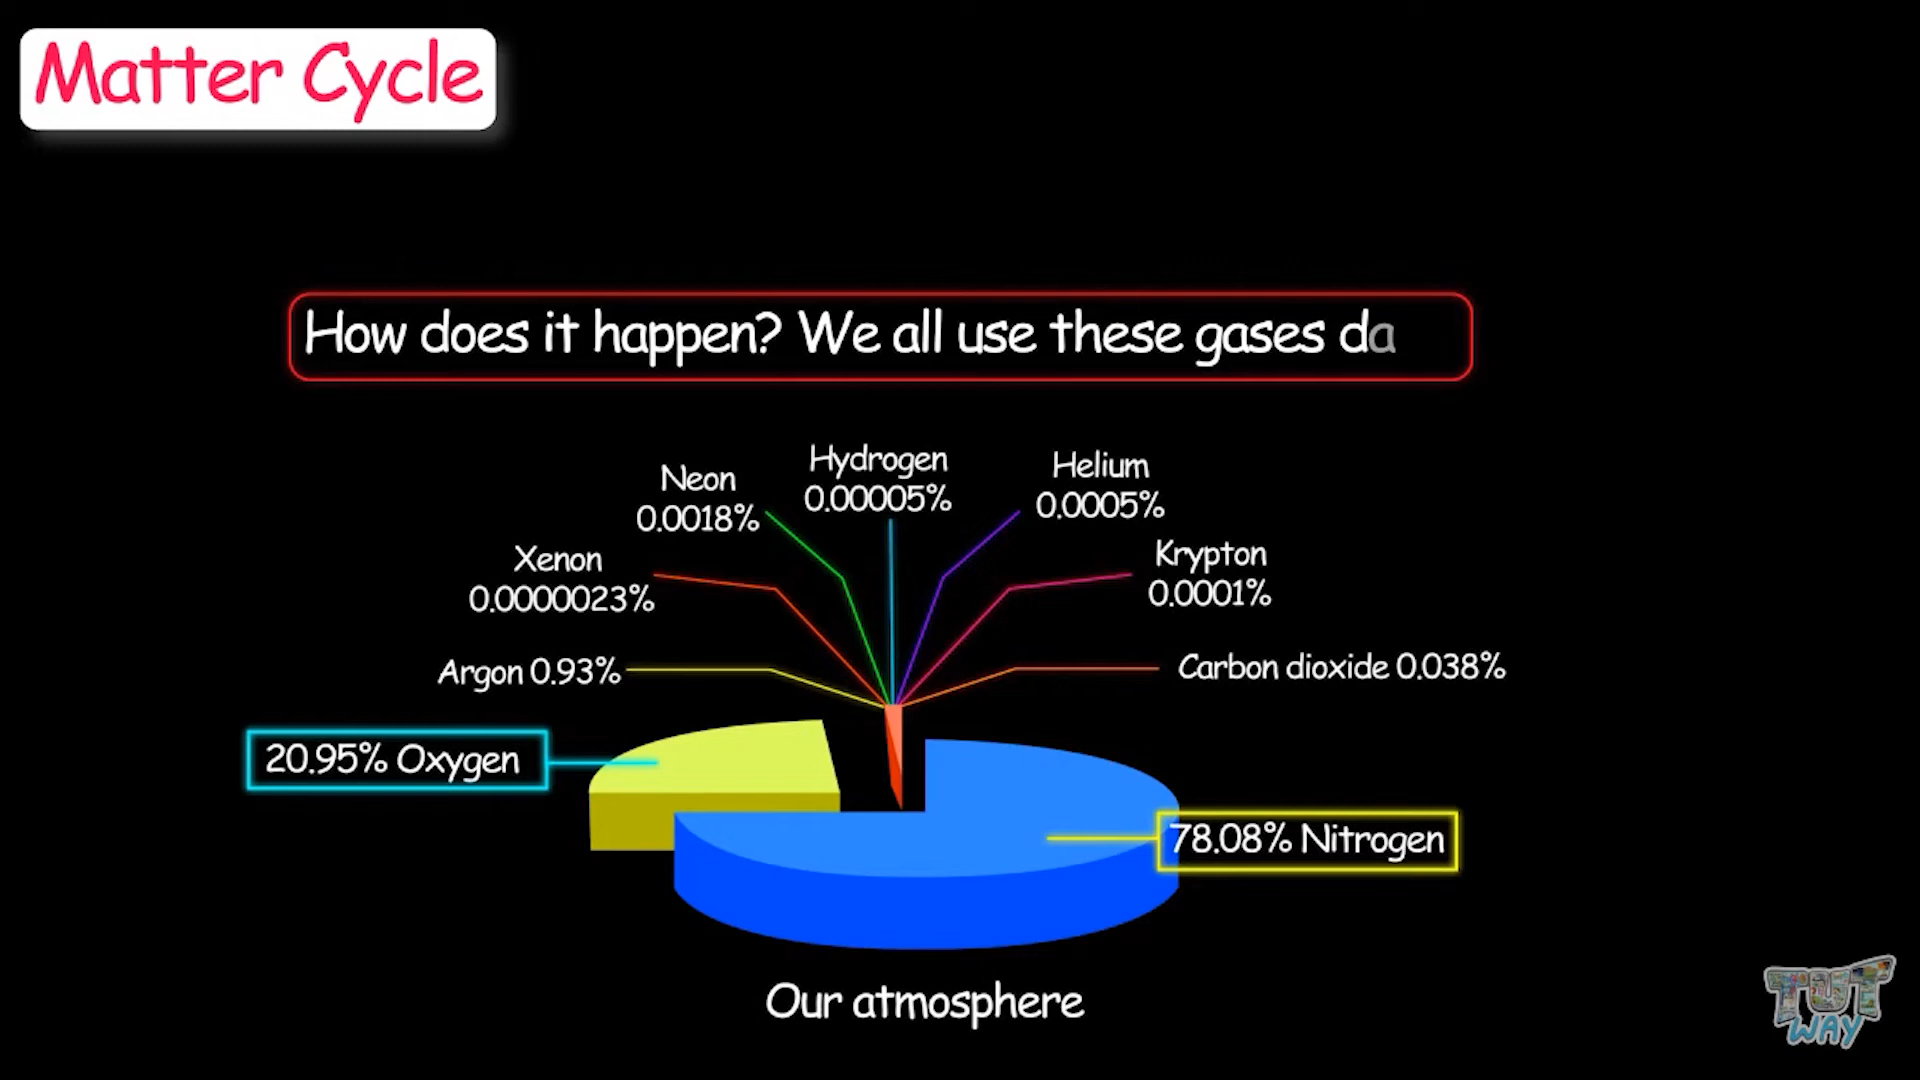 Matter Cycle
How does it happen? We all use these gases da
Hydrogen
0.00005%
Helium
0.0005%
Neon
0.0018%
Krypton
0.0001%
Xenon
0.0000023%
Argon 0.93%
Carbon dioxide 0.038%
20.95% Oxygen
78.08% Nitrogen
Our atmosphere
TUT
WAY